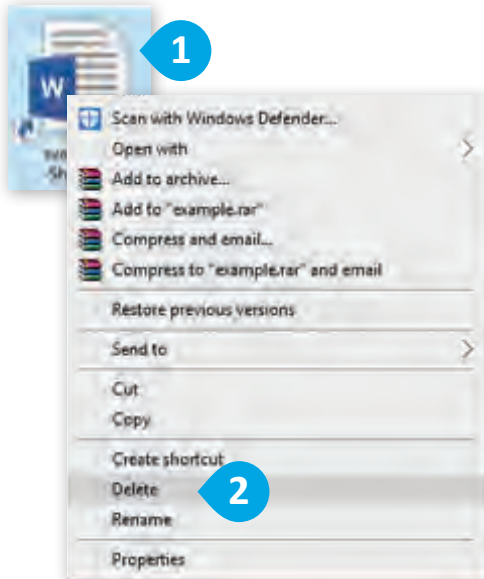 1
W
Scan with Windows Defender...
Open with
Add to archive...
Add to "example.rar"
Compress and email...
Compress to "example.rar" and email
Restore previous versions
Send to
Cut
Copy
Create shortcut
Delete
2
Rename
Properties